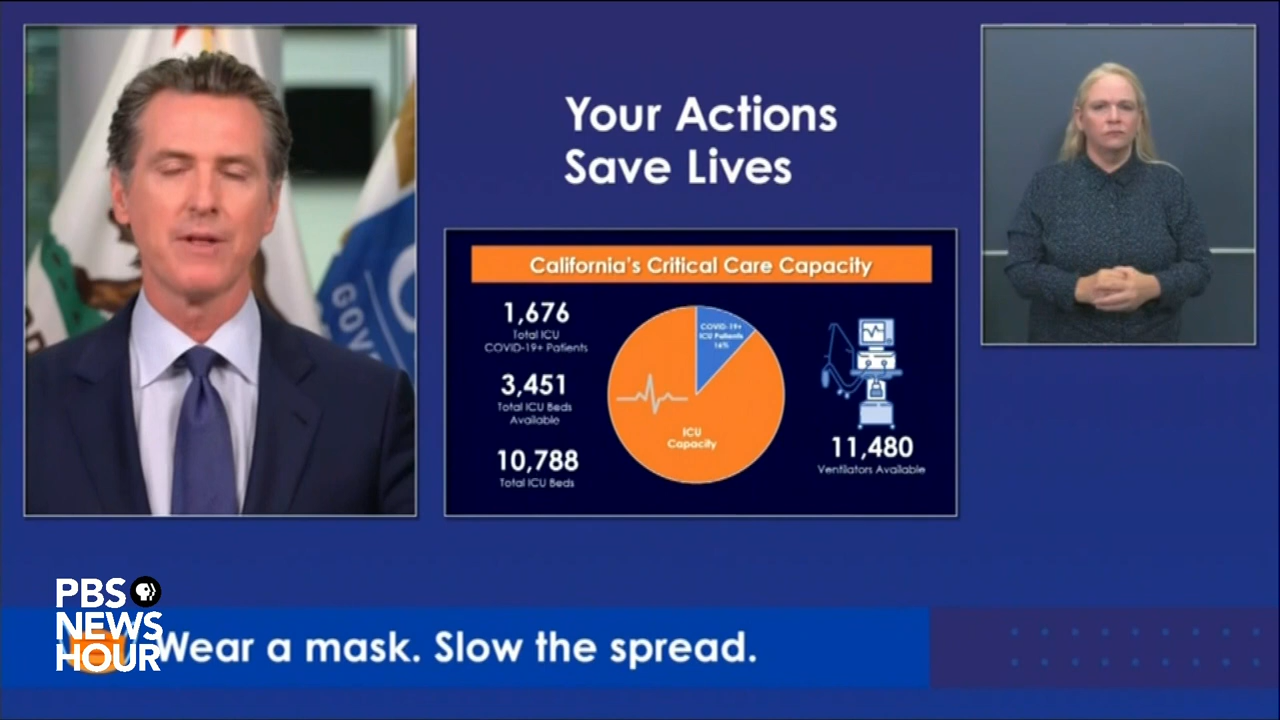 Your Actions
Save Lives
California's Critical Care Capacity
1,676
Total ICU
COVID-19+ Patients
3,451
Total ICU Beds
Available
10,788
Total ICU Beds
COVID-19+
ICU Patients
16%
ICU
Capacity
11,480
Ventilators Available
GOV
PBS
NEWS
HOUR
Wear a mask. Slow the spread.